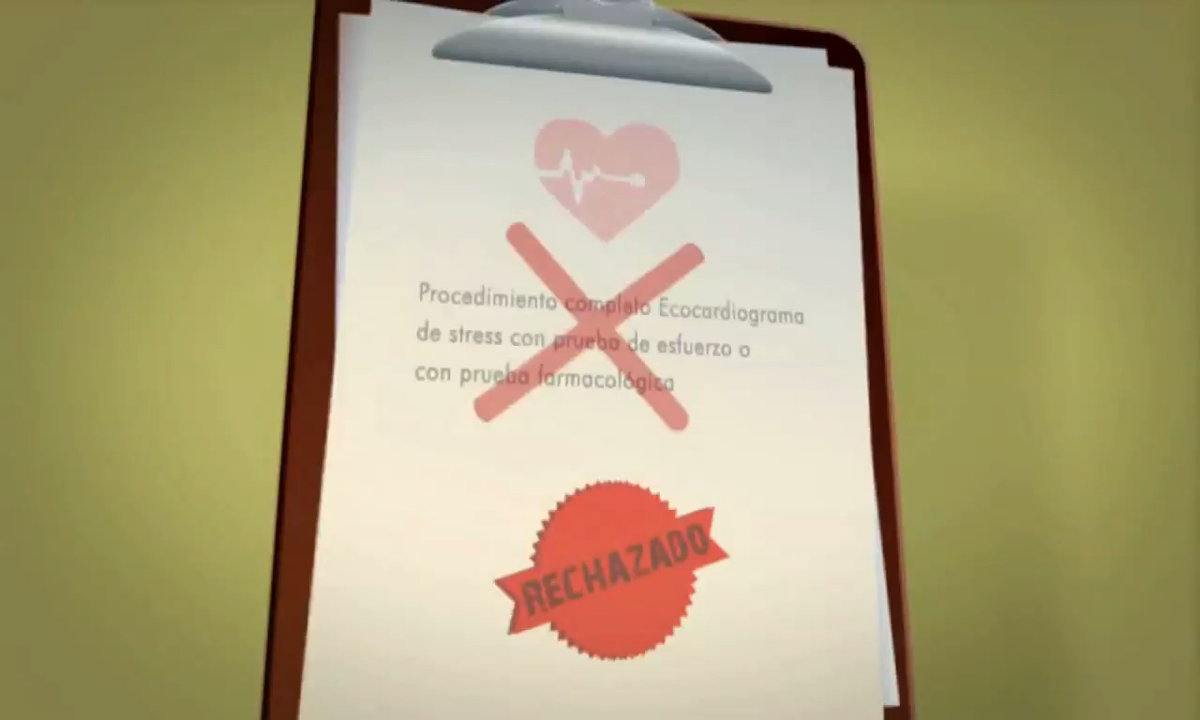 Procedimiento completo Ecocardiograma
de stress con prueba de esfuerzo o
con prueba farmacológica
RECHAZADO